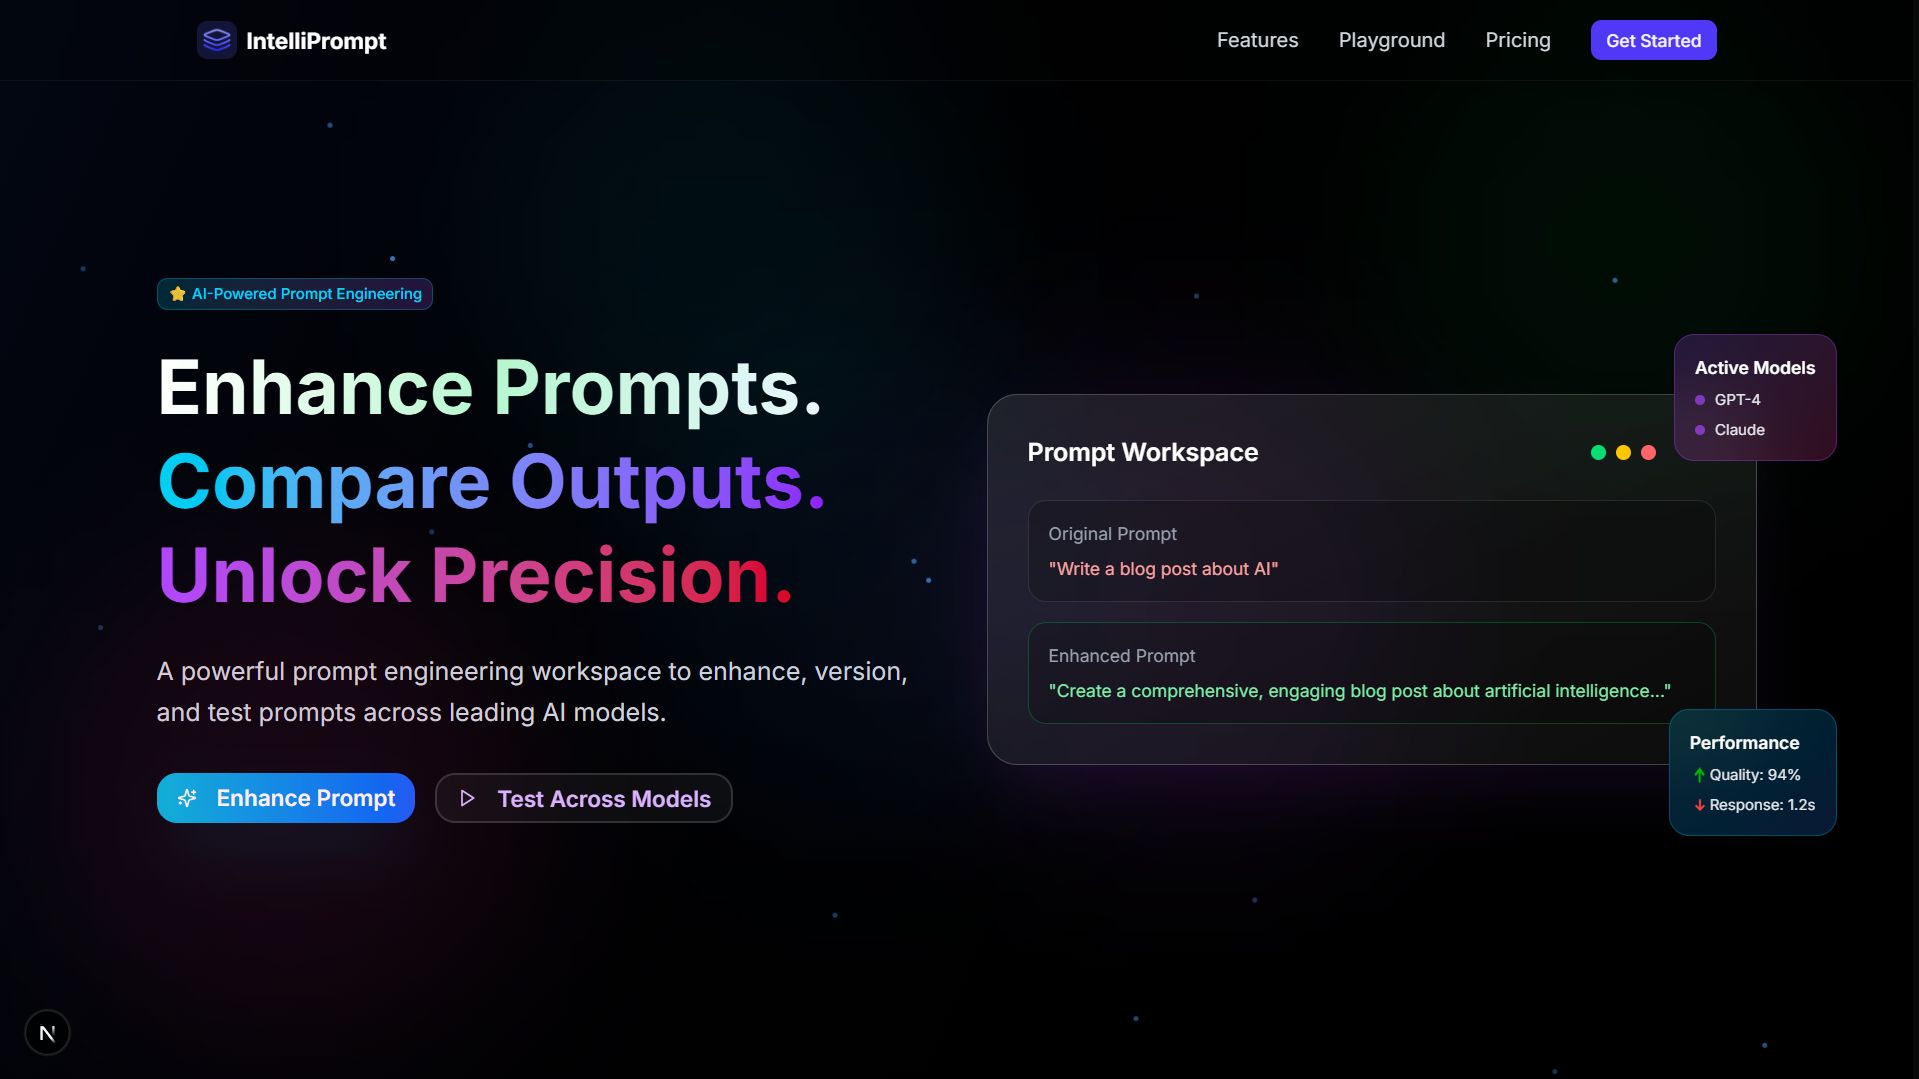 IntelliPrompt
Features
Playground
Pricing
Get Started
AI-Powered Prompt Engineering
Enhance Prompts.
Compare Outputs.
Unlock Precision.
A powerful prompt engineering workspace to enhance, version,
and test prompts across leading AI models.
Enhance Prompt
Test Across Models
Prompt Workspace
Original Prompt
"Write a blog post about AI"
Enhanced Prompt
"Create a comprehensive, engaging blog post about artificial intelligence..."
Active Models
GPT-4
Claude
Performance
Quality: 94%
Response: 1.2s
N